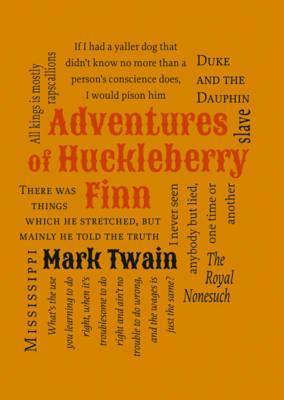 If I had a yaller dog that
didn't know no more than a
person's conscience does,
I would pison him
DUKE
AND THE
DAUPHIN
All kings is mostly
rapscallions
slave
Adventures
of Huckleberry
Finn
THERE WAS
THINGS
WHICH HE STRETCHED, BUT
MAINLY HE TOLD THE TRUTH
I never seen
anybody but lied,
one time or
another
Mark Twain
The
Royal
Nonesuch
MISSISSIPPI
What's the use
you learning to do
right, when it's
troublesome to do
right and ain't no
trouble to do wrong,
and the wages is
just the same?